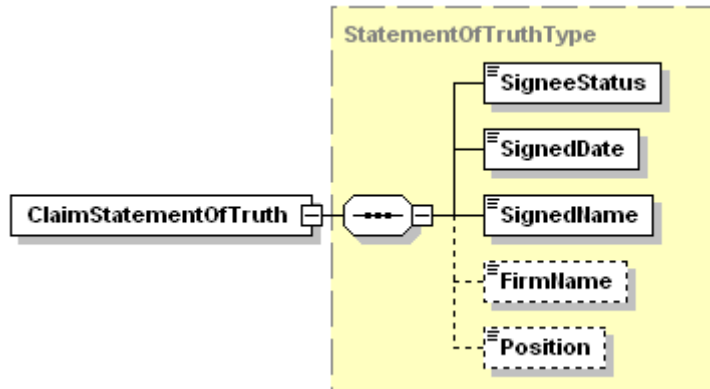 StatementOfTruthType
SigneeStatus
SignedDate
ClaimStatementOfTruth
SignedName
FirmName
Position